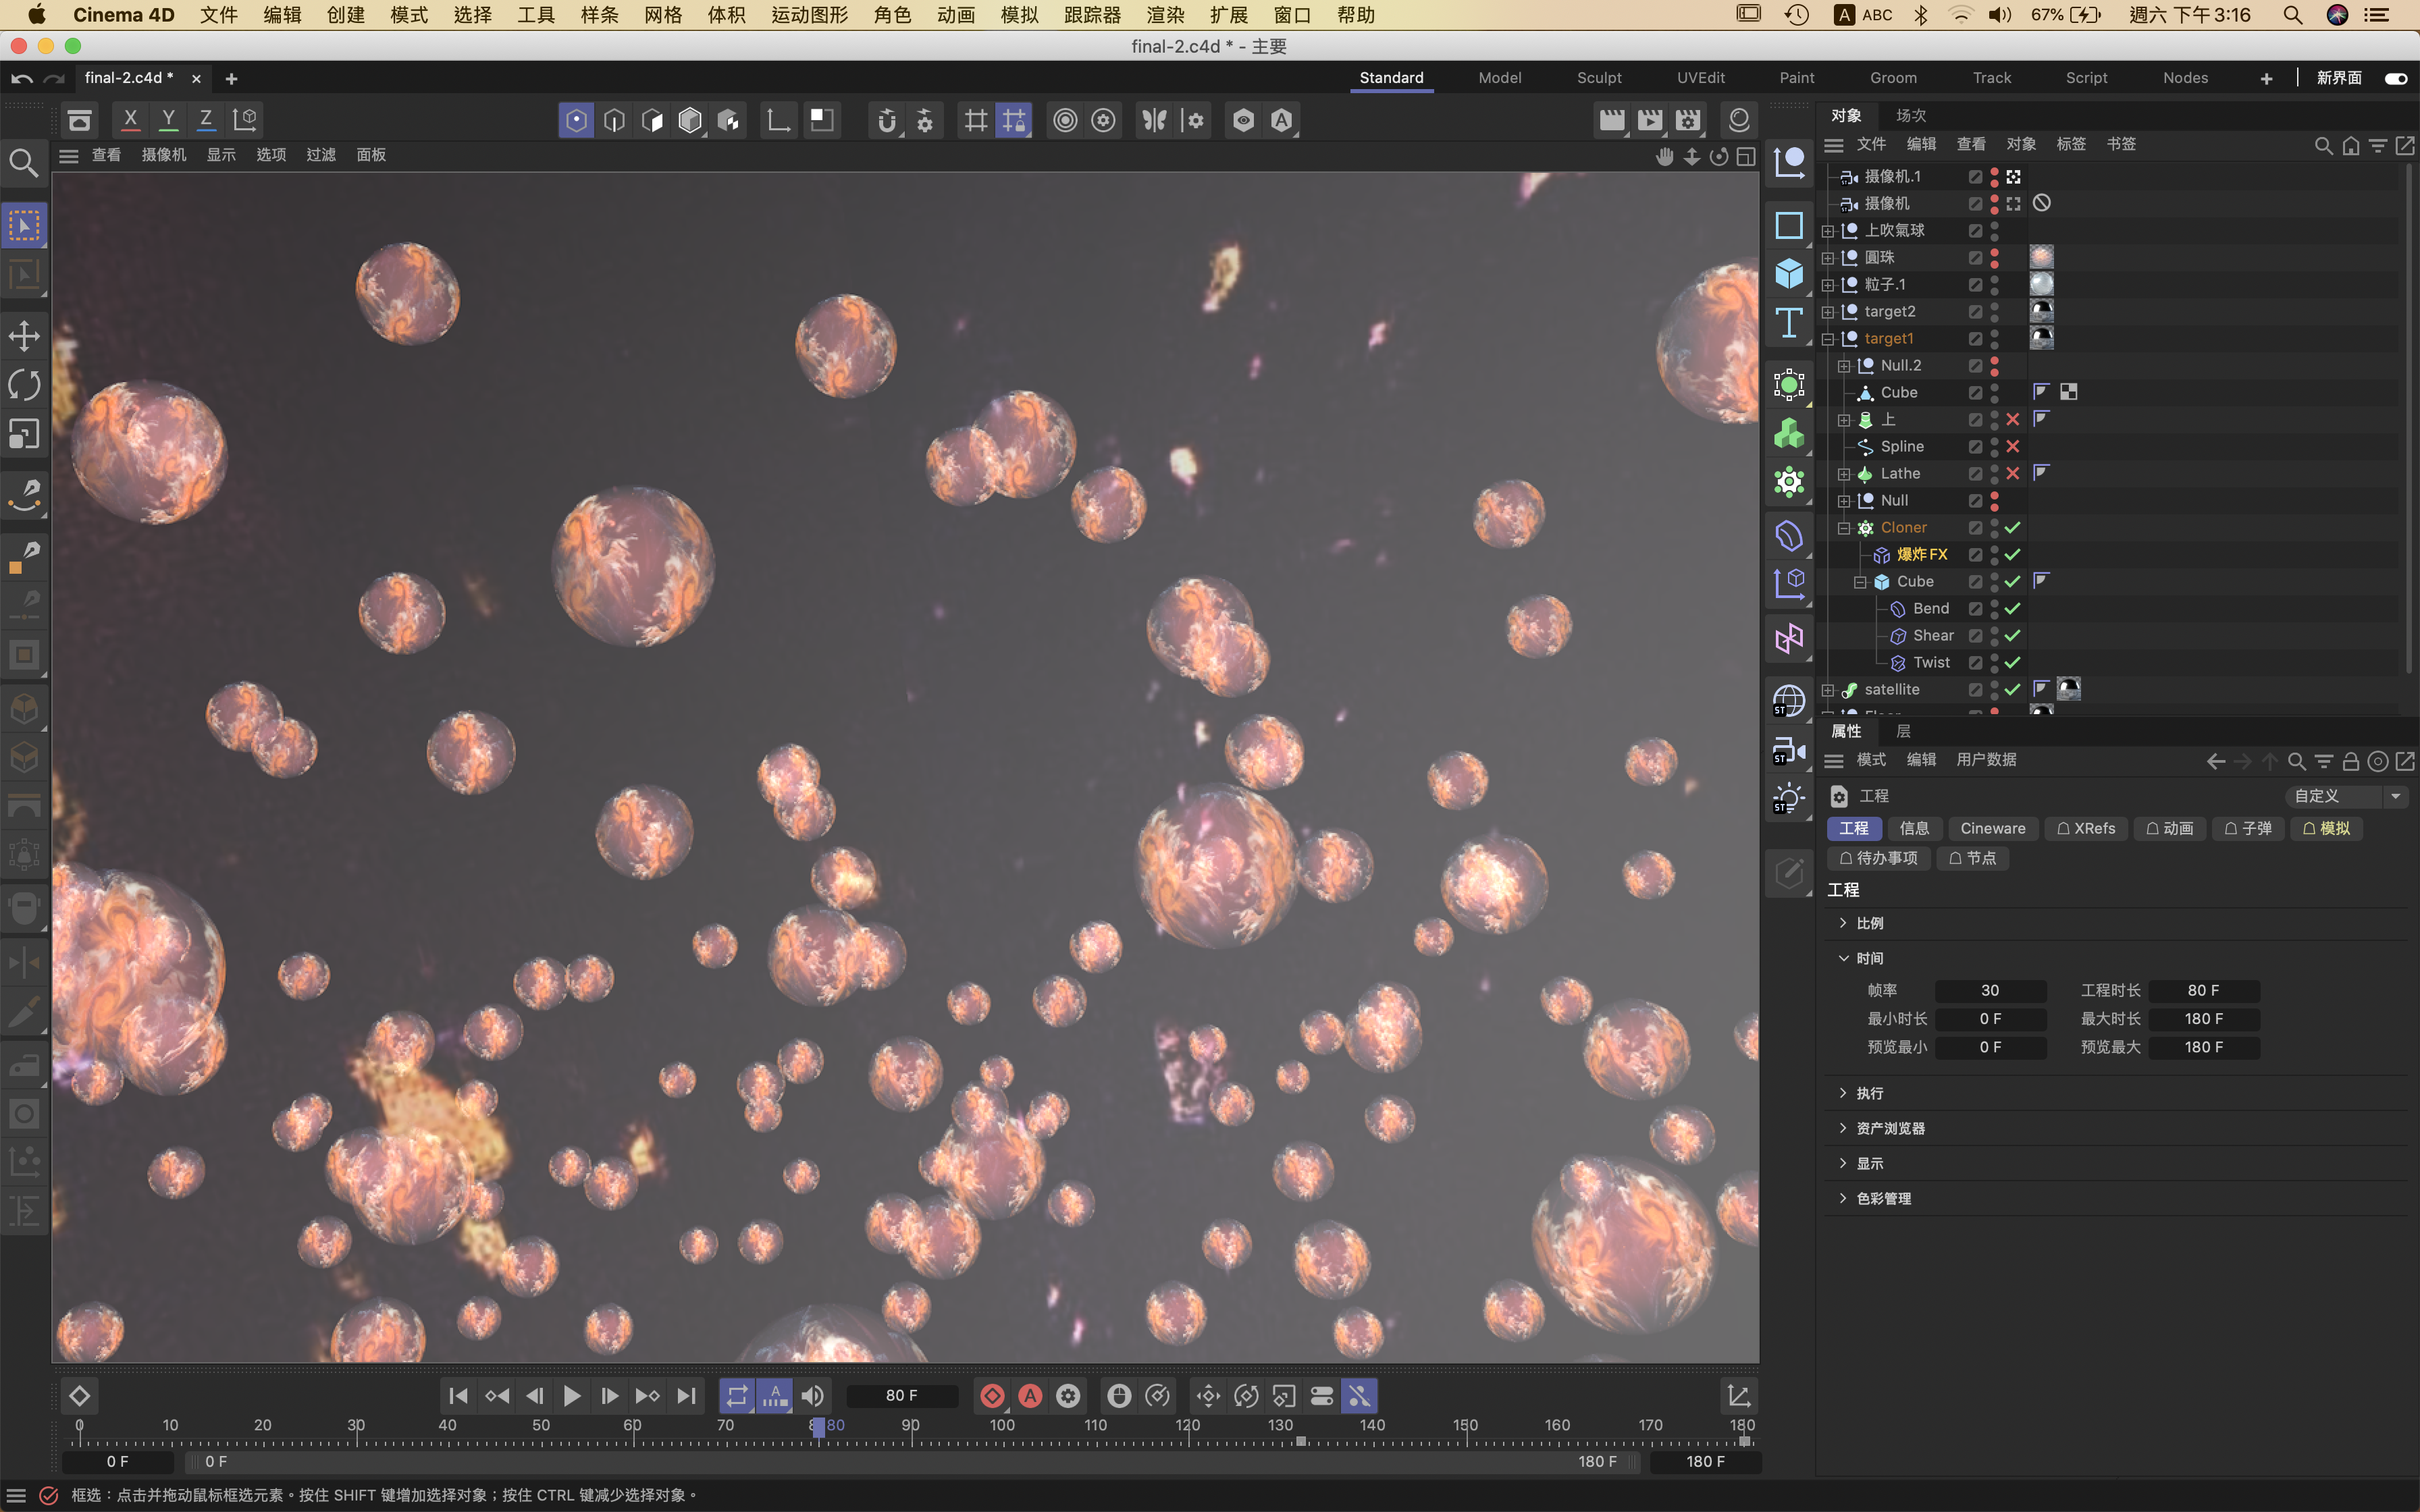 Cinema 4D 文件 编辑 创建 模式 选择 工具 样条 网格 体积 运动图形 角色 动画 模拟 跟踪器 渲染 扩展 窗口 帮助 A ABC 67% 週六 下午3:16
final-2.c4d * - 主要
final-2.c4d * Standard Model Sculpt UVEdit Paint Groom Track Script Nodes 新界面
X Y Z A
对象 场次
查看 摄像机 显示 选项 过滤 面板
文件 编辑 查看 对象 标签 书签
摄像机.1
摄像机
上吹氣球
圓珠
粒子.1
target2
target1
Null.2
Cube
上
Spline
Lathe
Null
Cloner
爆炸FX
Cube
Bend
Shear
Twist
satellite
ST
ST
ST
属性 层
模式 编辑 用户数据
工程 自定义
工程 信息 Cineware XRefs 动画 子弹 模拟
待办事项 节点
工程
比例
时间
帧率 30 工程时长 80 F
最小时长 0 F 最大时长 180 F
预览最小 0 F 预览最大 180 F
执行
资产浏览器
显示
色彩管理
A 80 F A
0 10 20 30 40 50 60 70 80 90 100 110 120 130 140 150 160 170 180
0 F 0 F 180 F 180 F
框选：点击并拖动鼠标框选元素。按住 SHIFT 键增加选择对象；按住 CTRL 键减少选择对象。